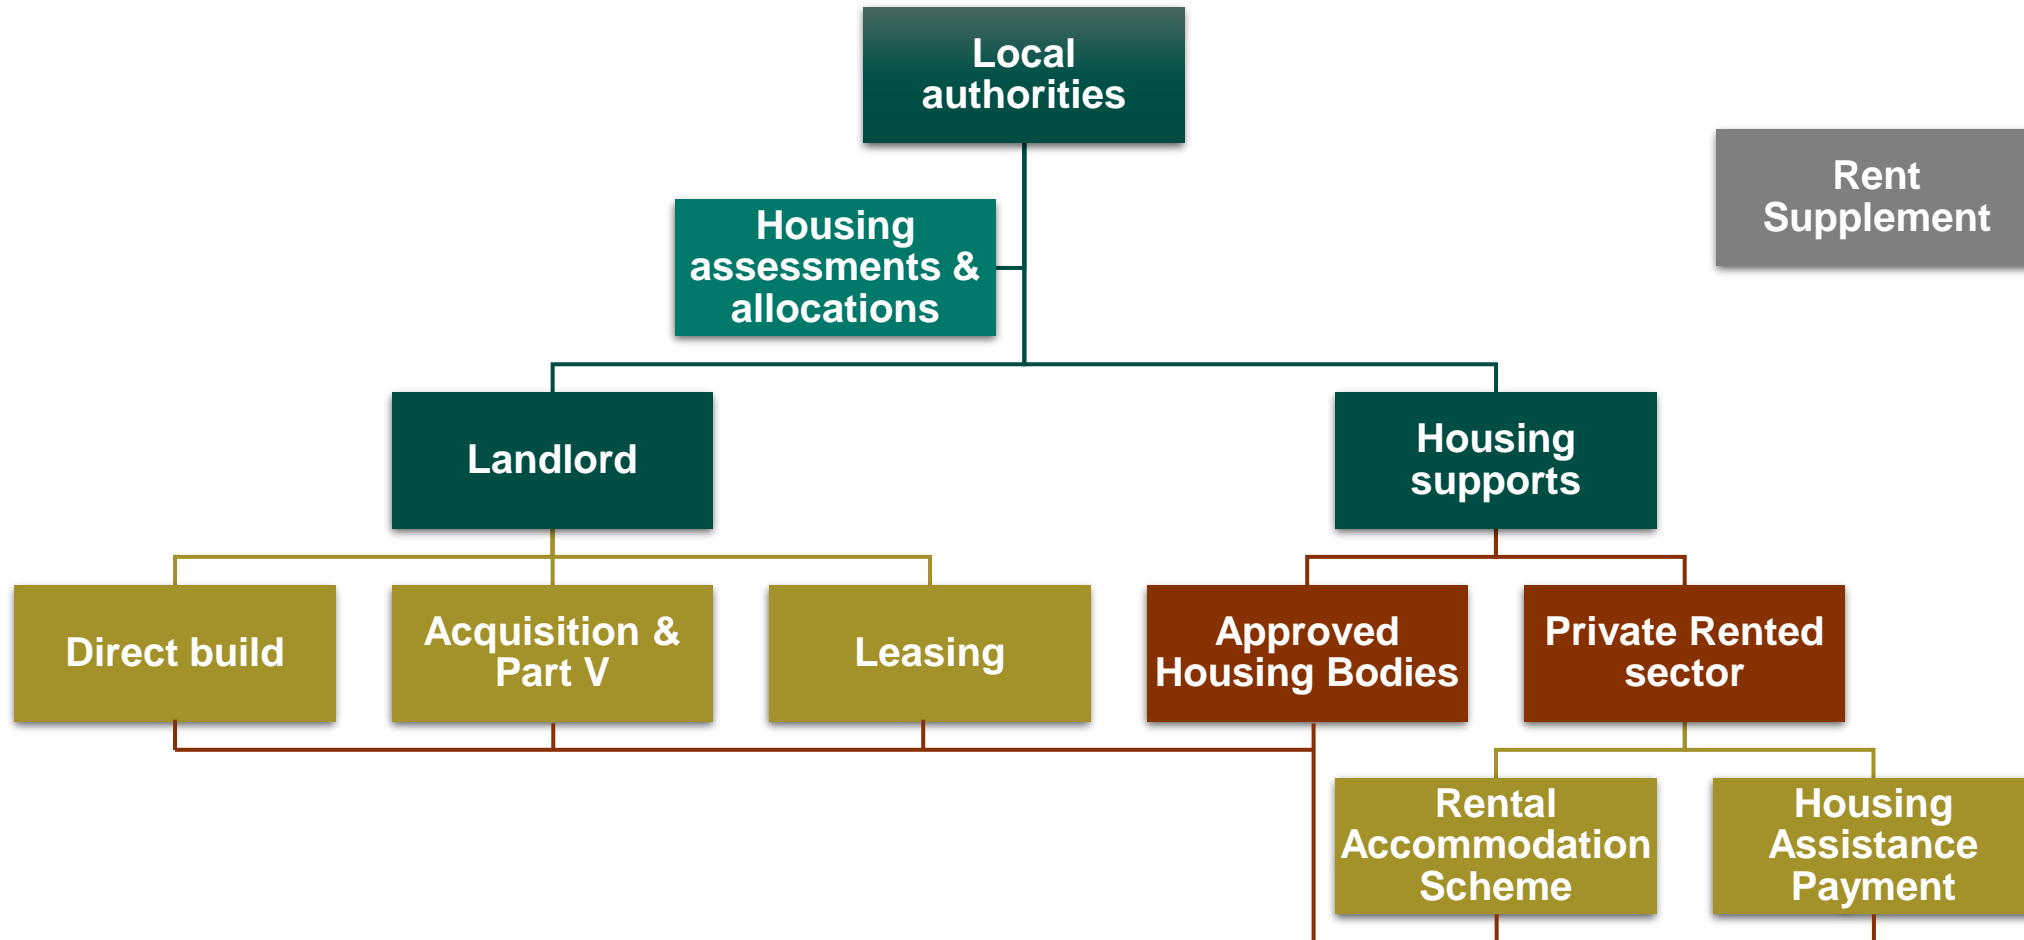 Local
authorities
Rent
Supplement
Housing
assessments &
allocations
Landlord
Housing
supports
Direct build
Acquisition &
Part V
Leasing
Approved
Housing Bodies
Private Rented
sector
Rental
Accommodation
Scheme
Housing
Assistance
Payment